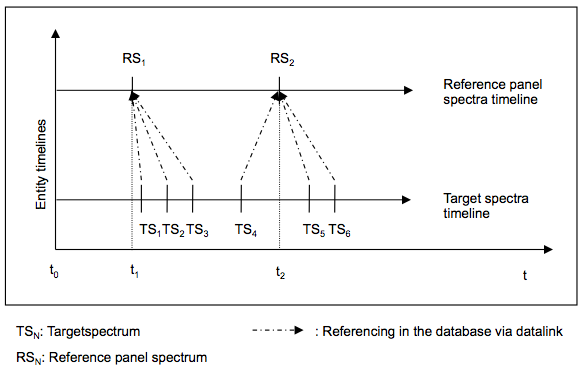 RS1
RS2
Reference panel
spectra timeline
Entity timelines
Target spectra
timeline
TS1 TS2 TS3 TS4 TS5 TS6
t0 t1 t2 t
TSN: Targetspectrum
: Referencing in the database via datalink
RSN: Reference panel spectrum